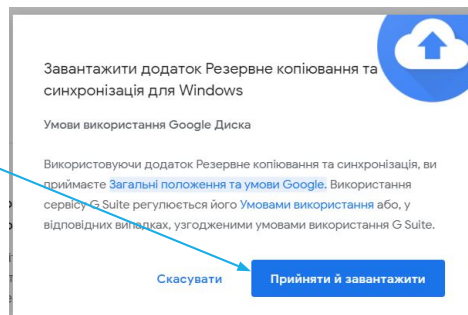 Завантажити додаток Резервне копіювання та
синхронізація для Windows
Умови використання Google Диска
Використовуючи додаток Резервне копіювання та синхронізація, ви
приймаєте Загальні положення та умови Google. Використання
сервісу G Suite регулюється його Умовами використання або, у
відповідних випадках, узгодженими умовами використання G Suite.
Скасувати Прийняти й завантажити